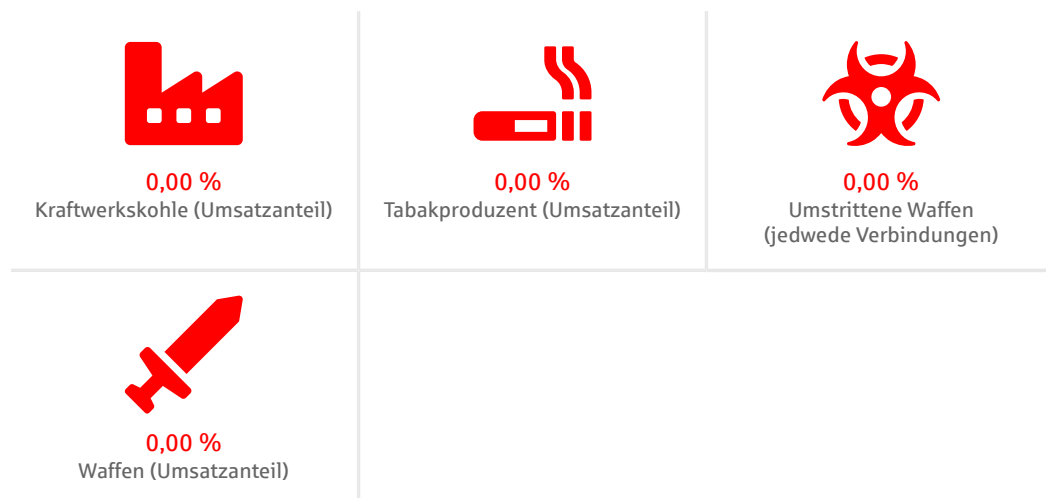 0,00 %
Kraftwerkskohle (Umsatzanteil)
0,00 %
Tabakproduzent (Umsatzanteil)
0,00 %
Umstrittene Waffen
(jedwede Verbindungen)
0,00 %
Waffen (Umsatzanteil)